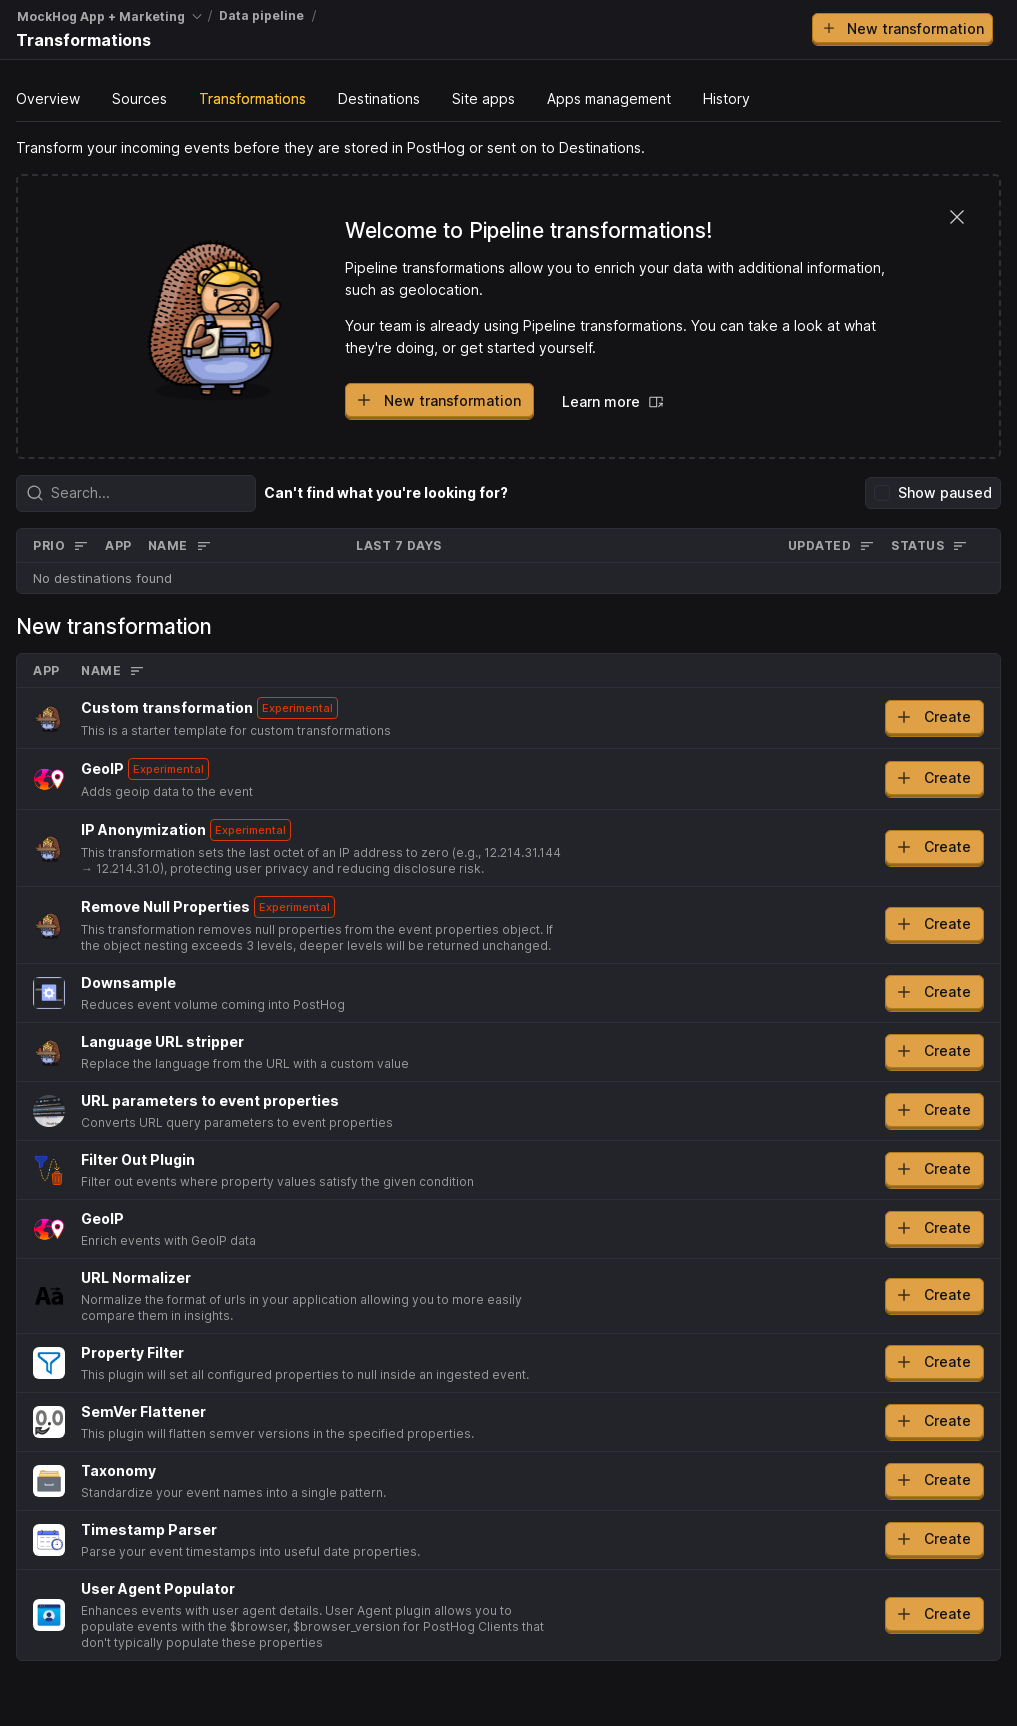 MockHog App + Marketing / Data pipeline /
Transformations
New transformation
Overview Sources Transformations Destinations Site apps Apps management History
Transform your incoming events before they are stored in PostHog or sent on to Destinations.
Welcome to Pipeline transformations!
Pipeline transformations allow you to enrich your data with additional information,
such as geolocation.
Your team is already using Pipeline transformations. You can take a look at what
they're doing, or get started yourself.
New transformation Learn more
Search... Can't find what you're looking for? Show paused
PRIO APP NAME LAST 7 DAYS UPDATED STATUS
No destinations found
New transformation
APP NAME
Custom transformation Experimental
This is a starter template for custom transformations
Create
GeoIP Experimental
Adds geoip data to the event
Create
IP Anonymization Experimental
This transformation sets the last octet of an IP address to zero (e.g., 12.214.31.144
→ 12.214.31.0), protecting user privacy and reducing disclosure risk.
Create
Remove Null Properties Experimental
This transformation removes null properties from the event properties object. If
the object nesting exceeds 3 levels, deeper levels will be returned unchanged.
Create
Downsample
Reduces event volume coming into PostHog
Create
Language URL stripper
Replace the language from the URL with a custom value
Create
URL parameters to event properties
Converts URL query parameters to event properties
Create
Filter Out Plugin
Filter out events where property values satisfy the given condition
Create
GeoIP
Enrich events with GeoIP data
Create
URL Normalizer
Normalize the format of urls in your application allowing you to more easily
compare them in insights.
Create
Property Filter
This plugin will set all configured properties to null inside an ingested event.
Create
SemVer Flattener
This plugin will flatten semver versions in the specified properties.
Create
Taxonomy
Standardize your event names into a single pattern.
Create
Timestamp Parser
Parse your event timestamps into useful date properties.
Create
User Agent Populator
Enhances events with user agent details. User Agent plugin allows you to
populate events with the $browser, $browser_version for PostHog Clients that
don't typically populate these properties
Create